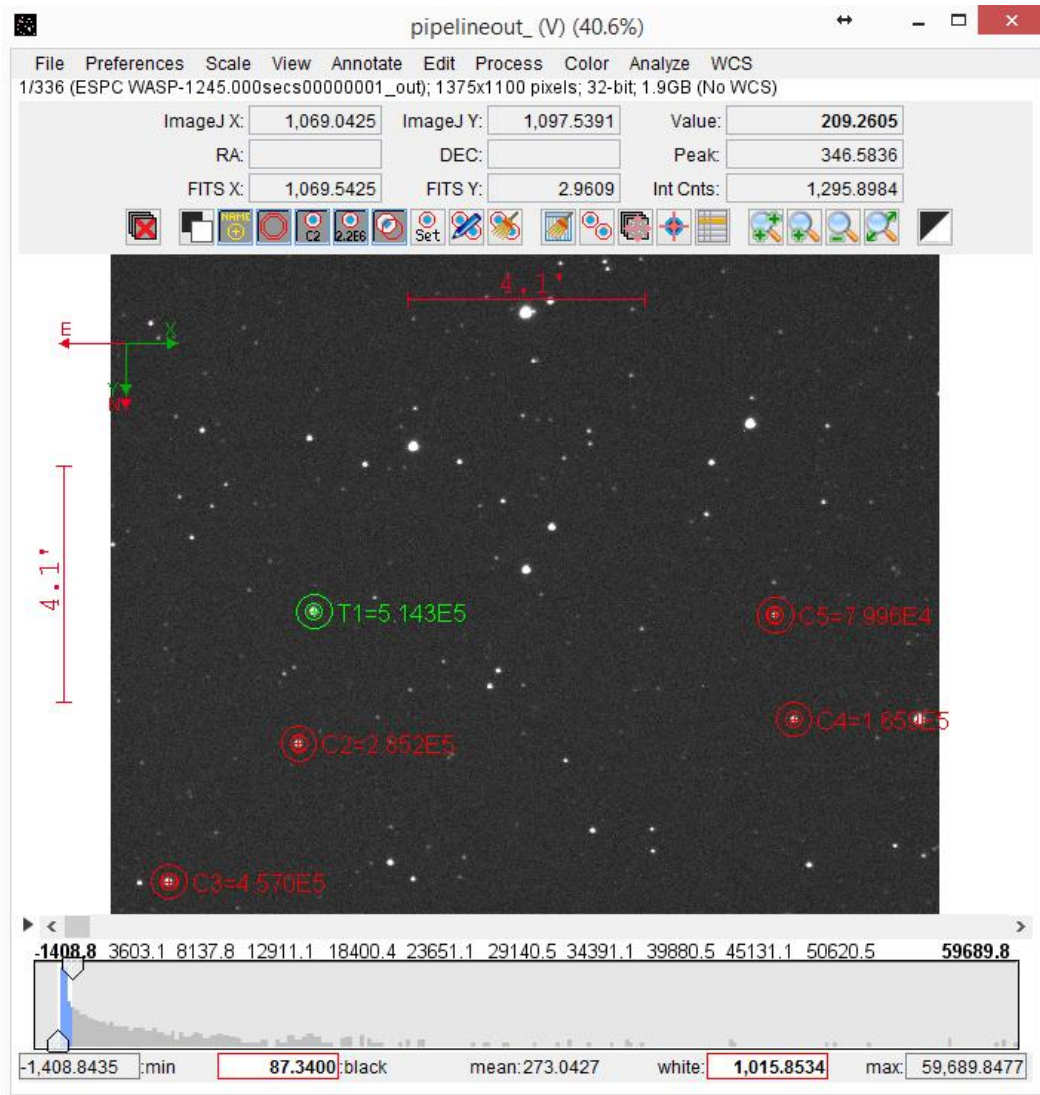 pipelineout_ (V) (40.6%)
File Preferences Scale View Annotate Edit Process Color Analyze WCS
1/336 (ESPC WASP-1245.000secs00000001_out); 1375x1100 pixels; 32-bit; 1.9GB (No WCS)
ImageJ X: 1,069.0425 ImageJ Y: 1,097.5391 Value: 209.2605
RA: DEC: Peak: 346.5836
FITS X: 1,069.5425 FITS Y: 2.9609 Int Cnts: 1,295.8984
NAME C2 2.2E6 Set
4.1'
E X
Y
N
4.1'
T1=5.143E5 C5=7.996E4
C2=2.852E5 C4=1.659E5
C3=4.570E5
-1408.8 3603.1 8137.8 12911.1 18400.4 23651.1 29140.5 34391.1 39880.5 45131.1 50620.5 59689.8
-1,408.8435 :min 87.3400 :black mean: 273.0427 white: 1,015.8534 max: 59,689.8477